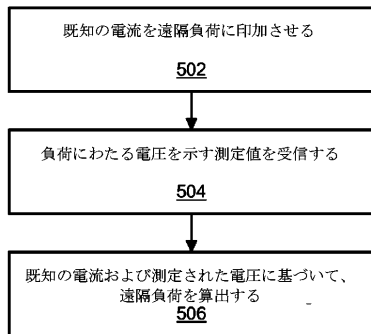 既知の電流を遠隔負荷に印加させる
502
負荷にわたる電圧を示す測定値を受信する
504
既知の電流および測定された電圧に基づいて、
遠隔負荷を算出する
506